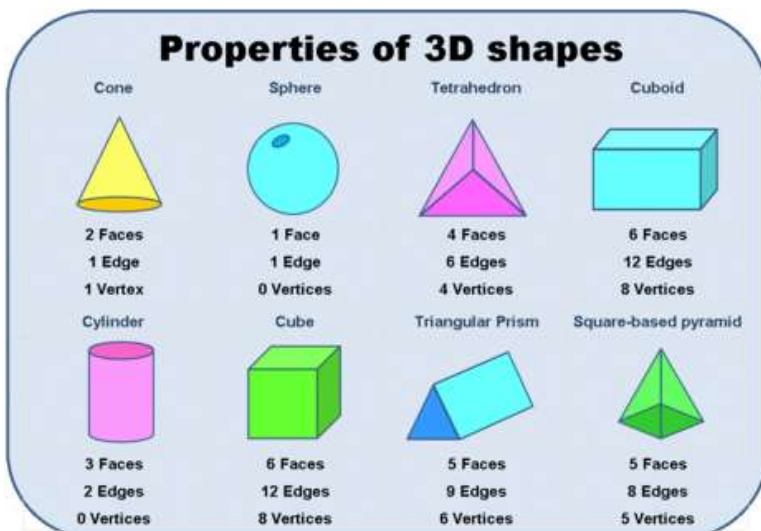 Properties of 3D shapes
Cone Sphere Tetrahedron Cuboid
2 Faces 1 Face 4 Faces 6 Faces
1 Edge 1 Edge 6 Edges 12 Edges
1 Vertex 0 Vertices 4 Vertices 8 Vertices
Cylinder Cube Triangular Prism Square-based pyramid
3 Faces 6 Faces 5 Faces 5 Faces
2 Edges 12 Edges 9 Edges 8 Edges
0 Vertices 8 Vertices 6 Vertices 5 Vertices